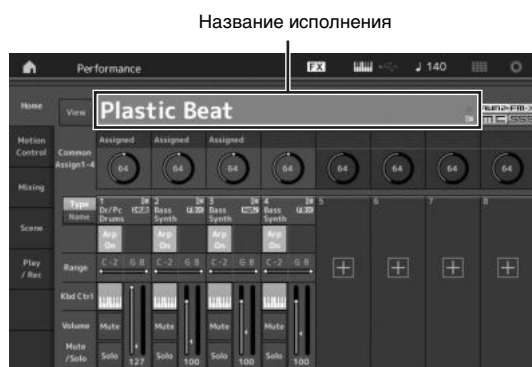 Название исполнения
Performance FX 140
Home View Plastic Beat
Motion Control Common Assign1-4 Assigned Assigned Assigned
64 64 64 64 64 64 64 64
Mixing
Type 1 Dr/Pc 2 Bass 3 Bass 4 Bass 5 6 7 8
Name Drums Synth Synth Synth
Scene Arp On Arp On Arp On Arp On
Play / Rec Range C -2 G 8 C -2 G 8 C -2 G 8 C -2 G 8
Kbd Ctrl
Volume Mute Mute Mute Mute
Mute /Solo Solo 127 Solo 100 Solo 100 Solo 100